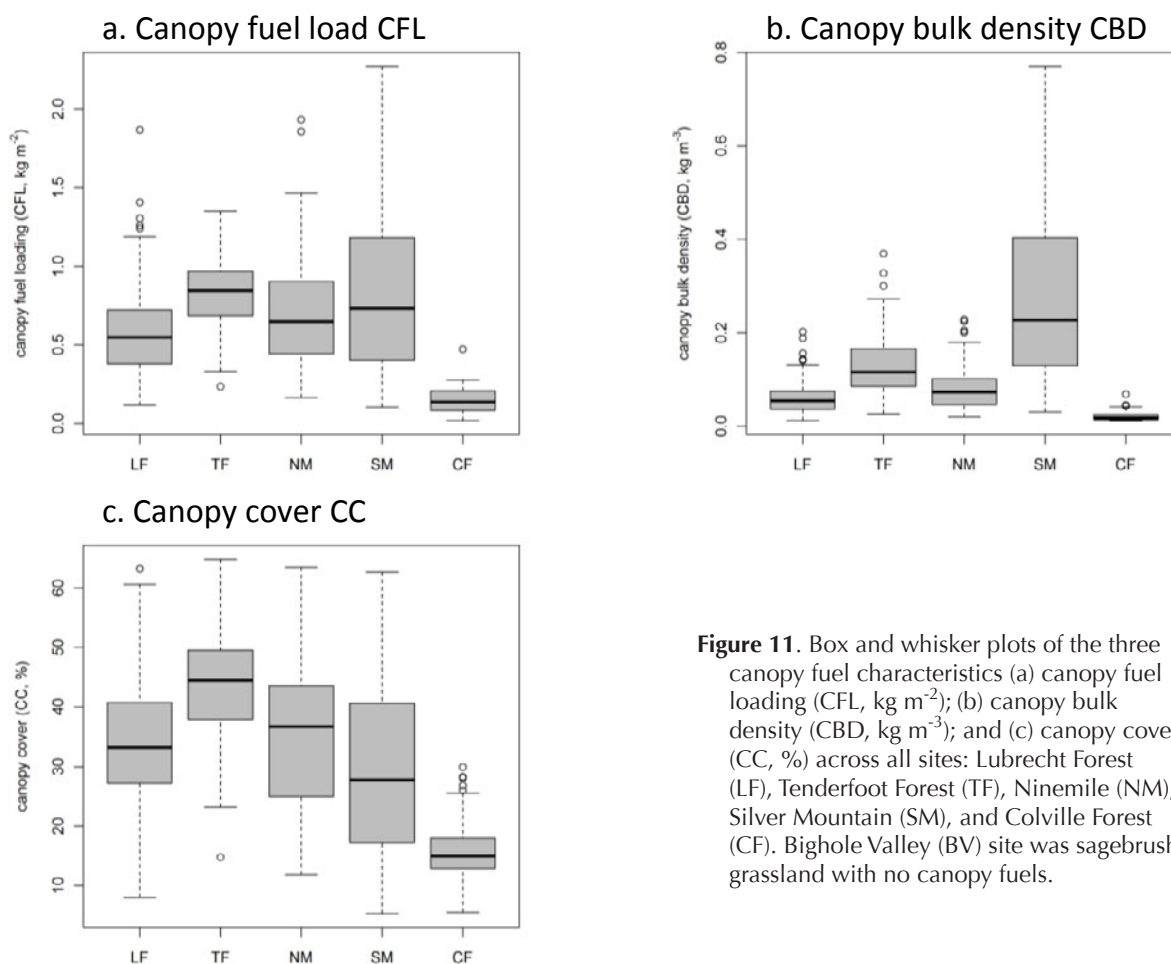 a. Canopy fuel load CFL
canopy fuel loading (CFL, kg m-2)
2.0
1.5
1.0
0.5
0.0
LF TF NM SM CF
b. Canopy bulk density CBD
canopy bulk density (CBD, kg m-3)
0.8
0.6
0.4
0.2
0.0
LF TF NM SM CF
c. Canopy cover CC
canopy cover (CC, %)
60
50
40
30
20
10
LF TF NM SM CF
Figure 11. Box and whisker plots of the three
canopy fuel characteristics (a) canopy fuel
loading (CFL, kg m-2); (b) canopy bulk
density (CBD, kg m-3); and (c) canopy cove
(CC, %) across all sites: Lubrecht Forest
(LF), Tenderfoot Forest (TF), Ninemile (NM),
Silver Mountain (SM), and Colville Forest
(CF). Bighole Valley (BV) site was sagebrush
grassland with no canopy fuels.